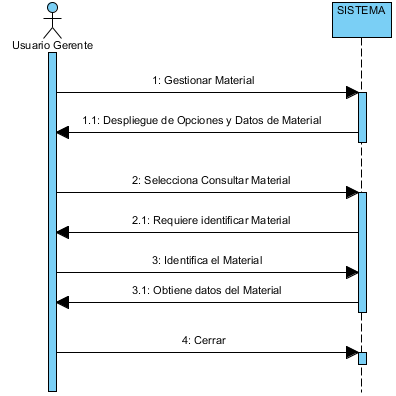 SISTEMA
Usuario Gerente
1: Gestionar Material
1.1: Despliegue de Opciones y Datos de Material
2: Selecciona Consultar Material
2.1: Requiere identificar Material
3: Identifica el Material
3.1: Obtiene datos del Material
4: Cerrar